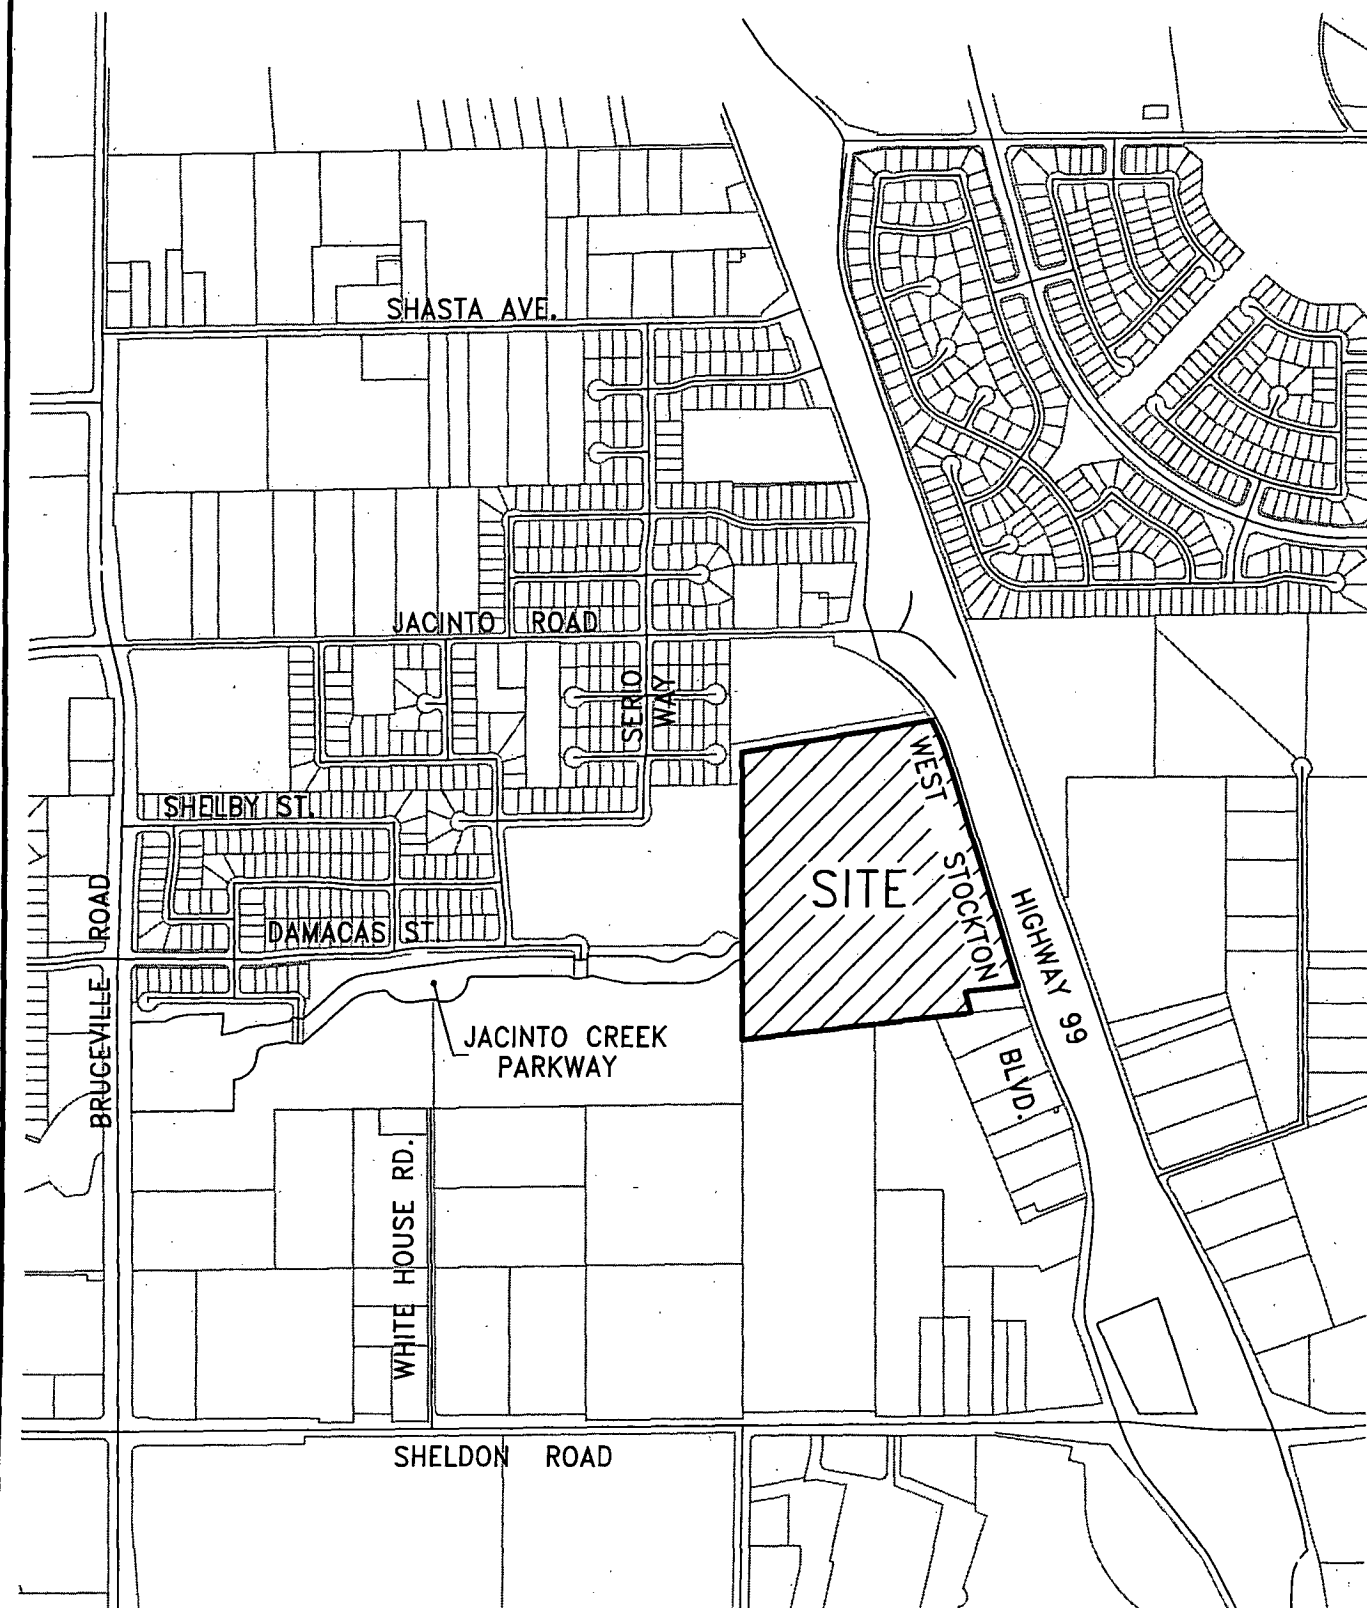 SHASTA AVE.
JACINTO ROAD
SERIO
WAY
WEST STOCKTON BLVD.
SHELBY ST.
SITE
HIGHWAY 99
BRUCEVILLE ROAD
DAMACAS ST.
JACINTO CREEK
PARKWAY
WHITE HOUSE RD.
SHELDON ROAD